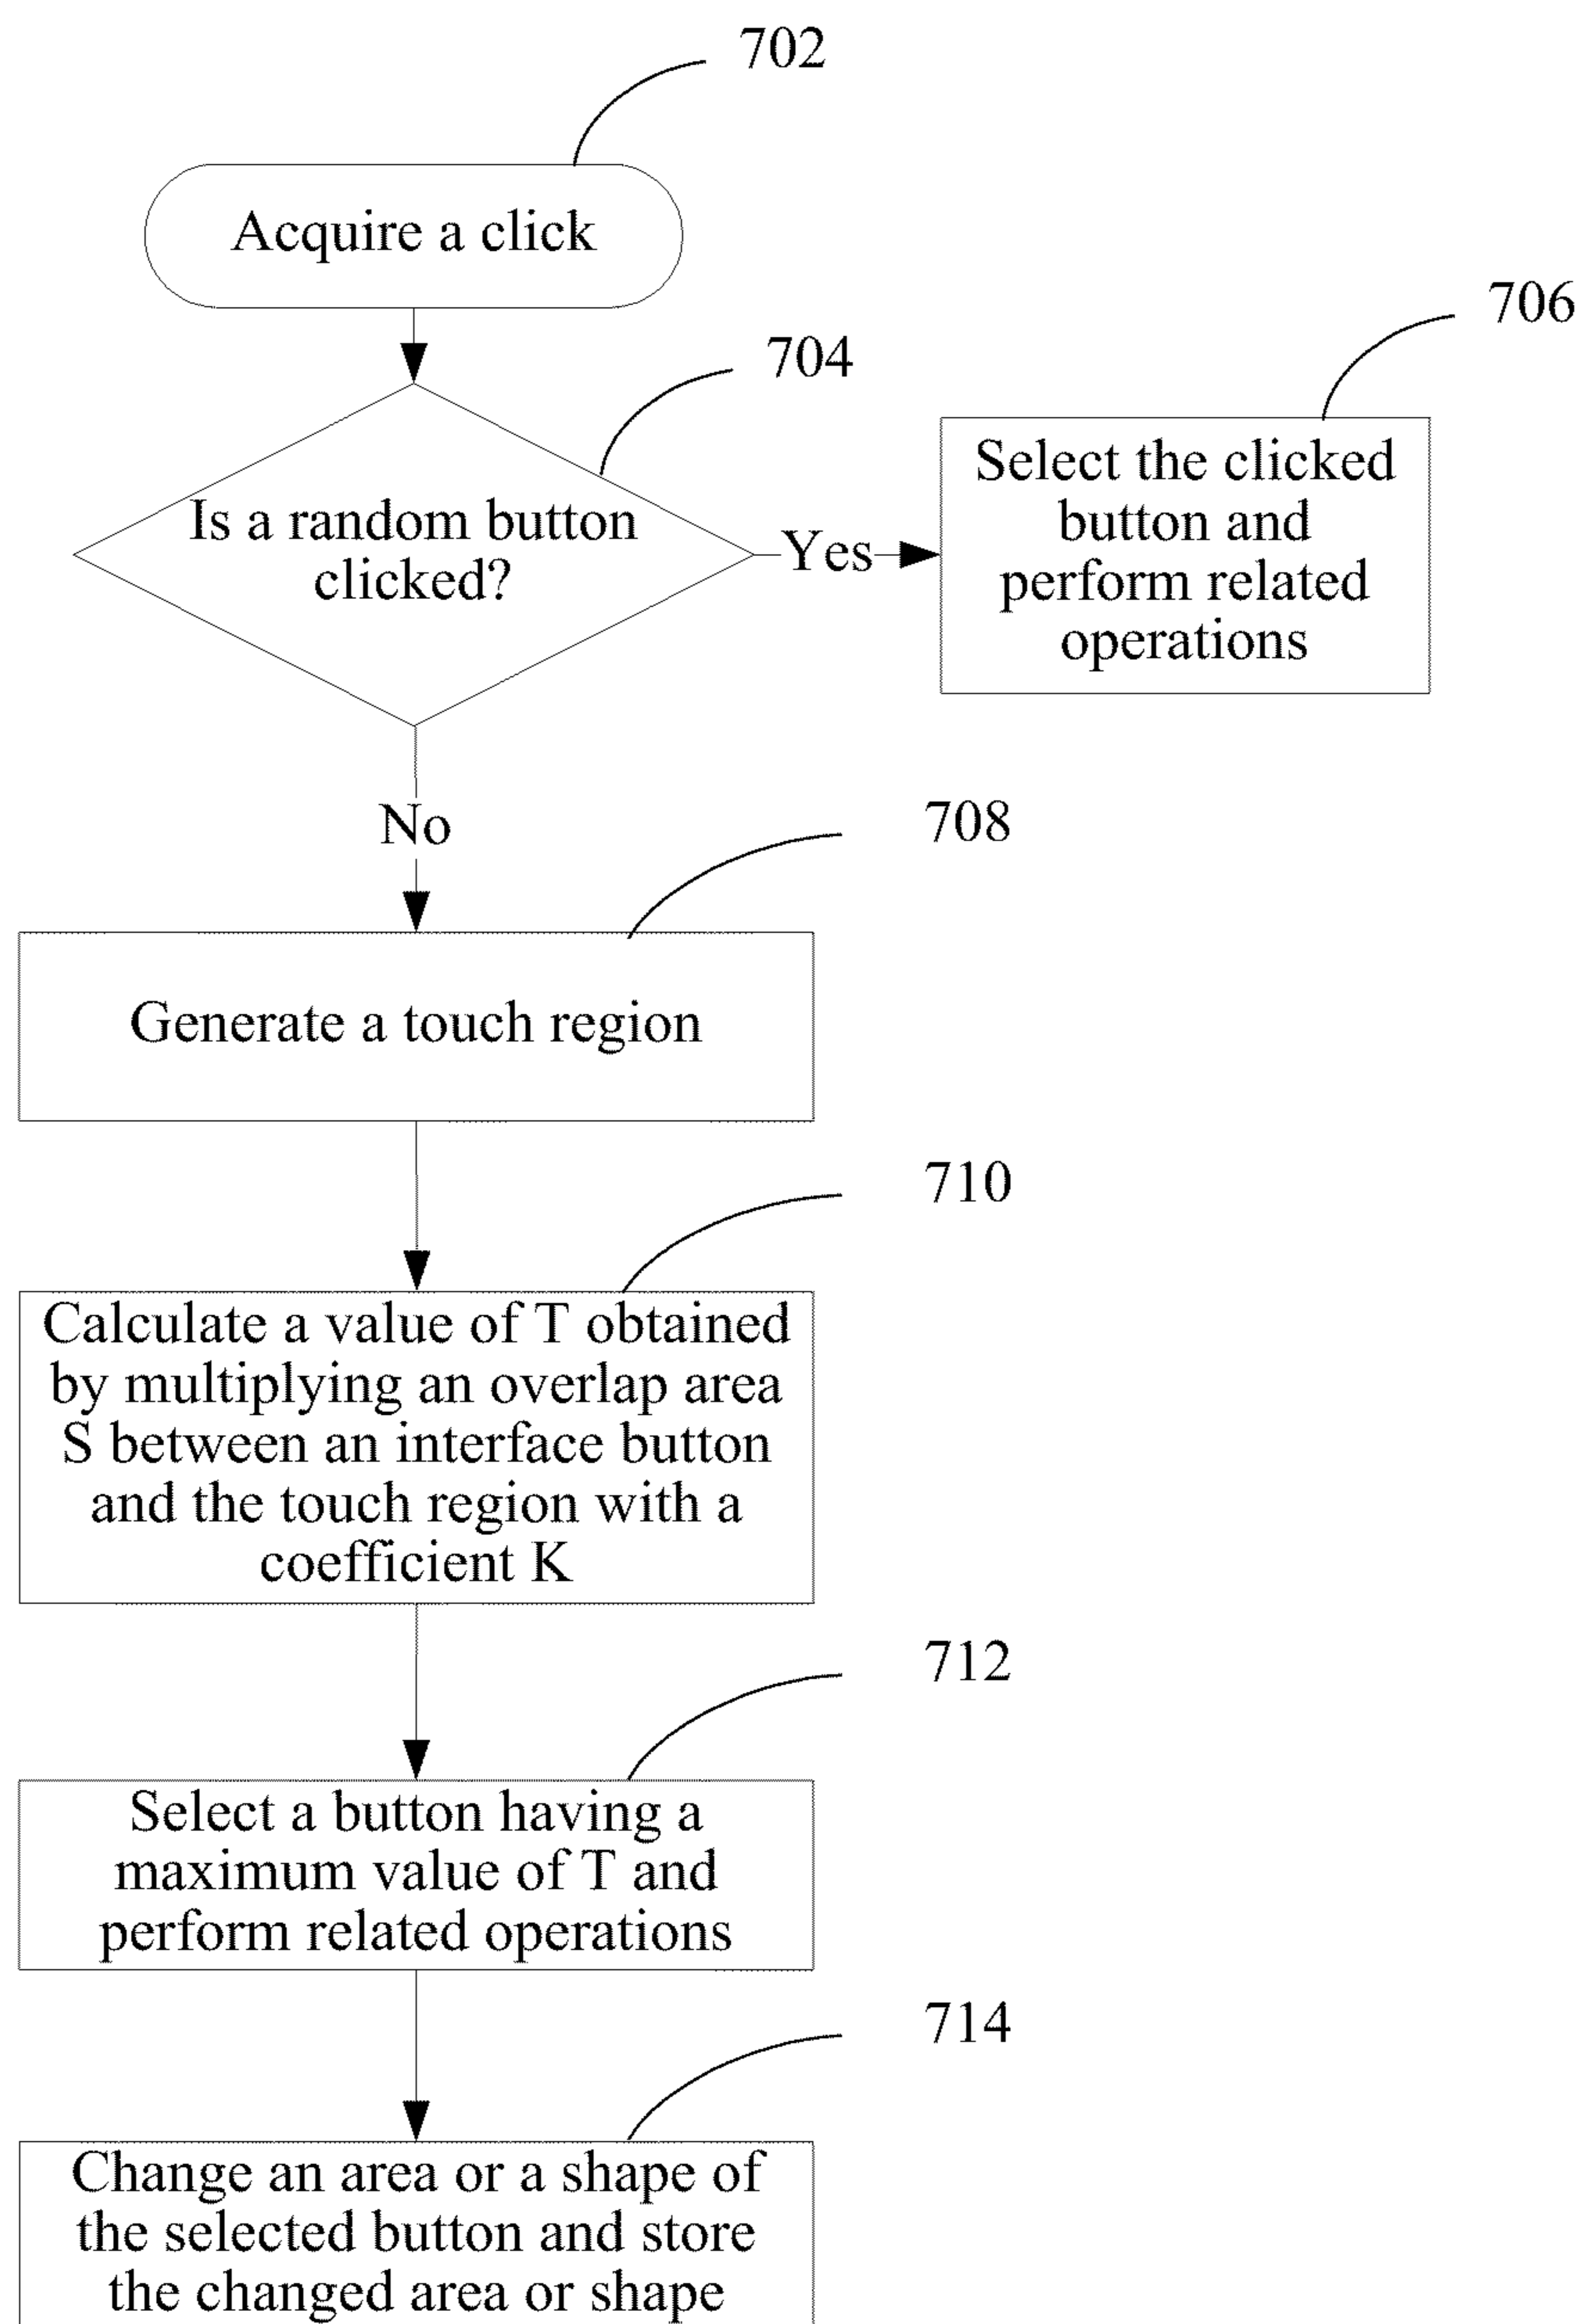 702
Acquire a click
704
706
Is a random button
clicked?
Yes
Select the clicked
button and
perform related
operations
No
708
Generate a touch region
710
Calculate a value of T obtained
by multiplying an overlap area
S between an interface button
and the touch region with a
coefficient K
712
Select a button having a
maximum value of T and
perform related operations
714
Change an area or a shape of
the selected button and store
the changed area or shape